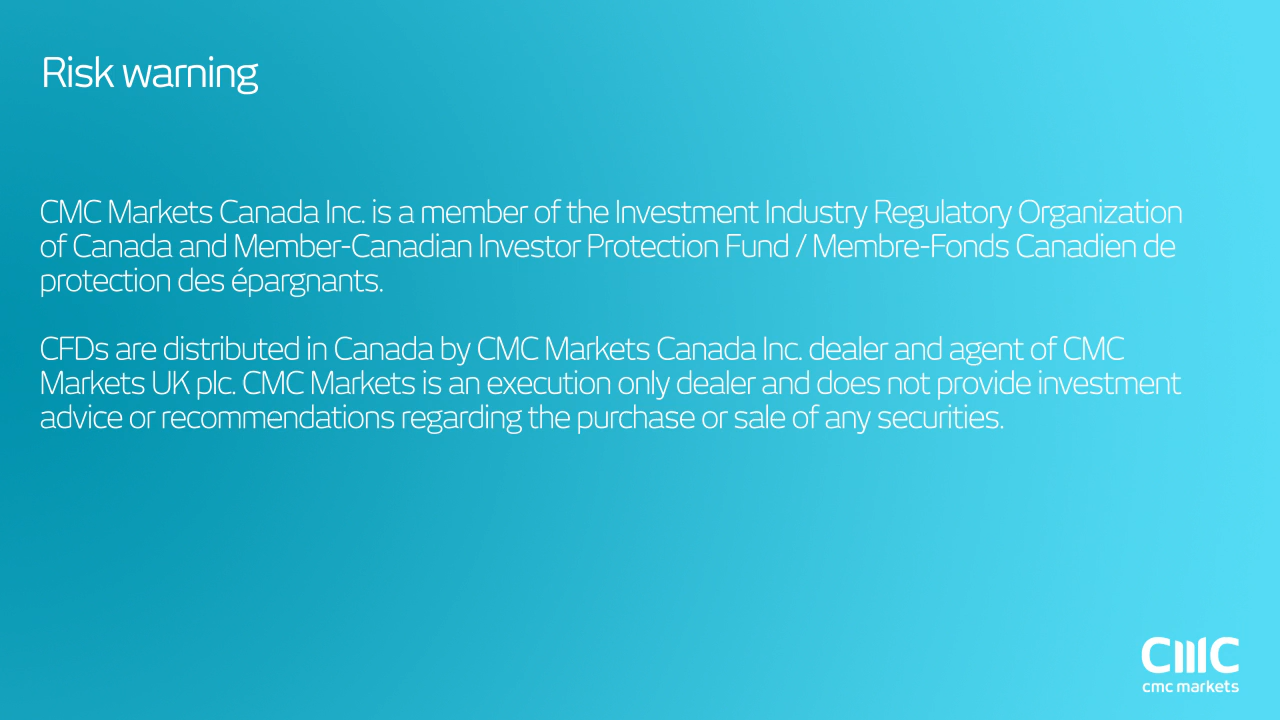 Risk warning
CMC Markets Canada Inc. is a member of the Investment Industry Regulatory Organization
of Canada and Member-Canadian Investor Protection Fund / Membre-Fonds Canadien de
protection des épargnants.
CFDs are distributed in Canada by CMC Markets Canada Inc. dealer and agent of CMC
Markets UK plc. CMC Markets is an execution only dealer and does not provide investment
advice or recommendations regarding the purchase or sale of any securities.
CMC
cmc markets